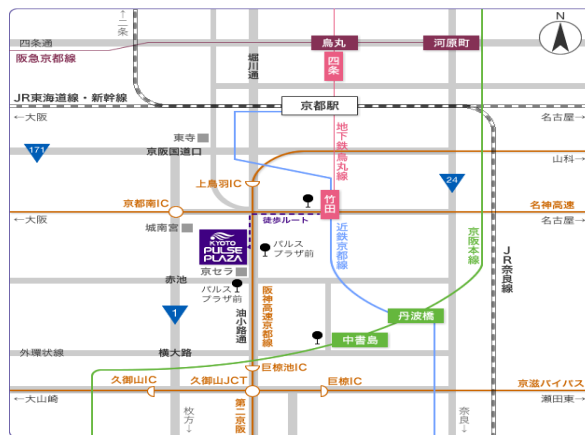 ←二条
N
四条通
阪急京都線
烏丸
河原町
四条
堀川通
JR東海道線・新幹線
京都駅
←大阪
名古屋→
地下鉄烏丸線
東寺
京阪国道口
171
山科→
24
上鳥羽IC
竹田
京都南IC
名神高速
←大阪
徒歩ルート
名古屋→
城南宮
KYOTO
PULSE
PLAZA
パルス
プラザ前
近鉄京都線
京阪本線
JR奈良線
京セラ
赤池
パルス
プラザ前
油小路通
阪神高速京都線
1
丹波橋
中書島
外環状線
横大路
巨椋池IC
久御山IC
久御山JCT
巨椋IC
京滋バイパス
←大山崎
瀬田東→
枚方→
第二京阪
奈良→